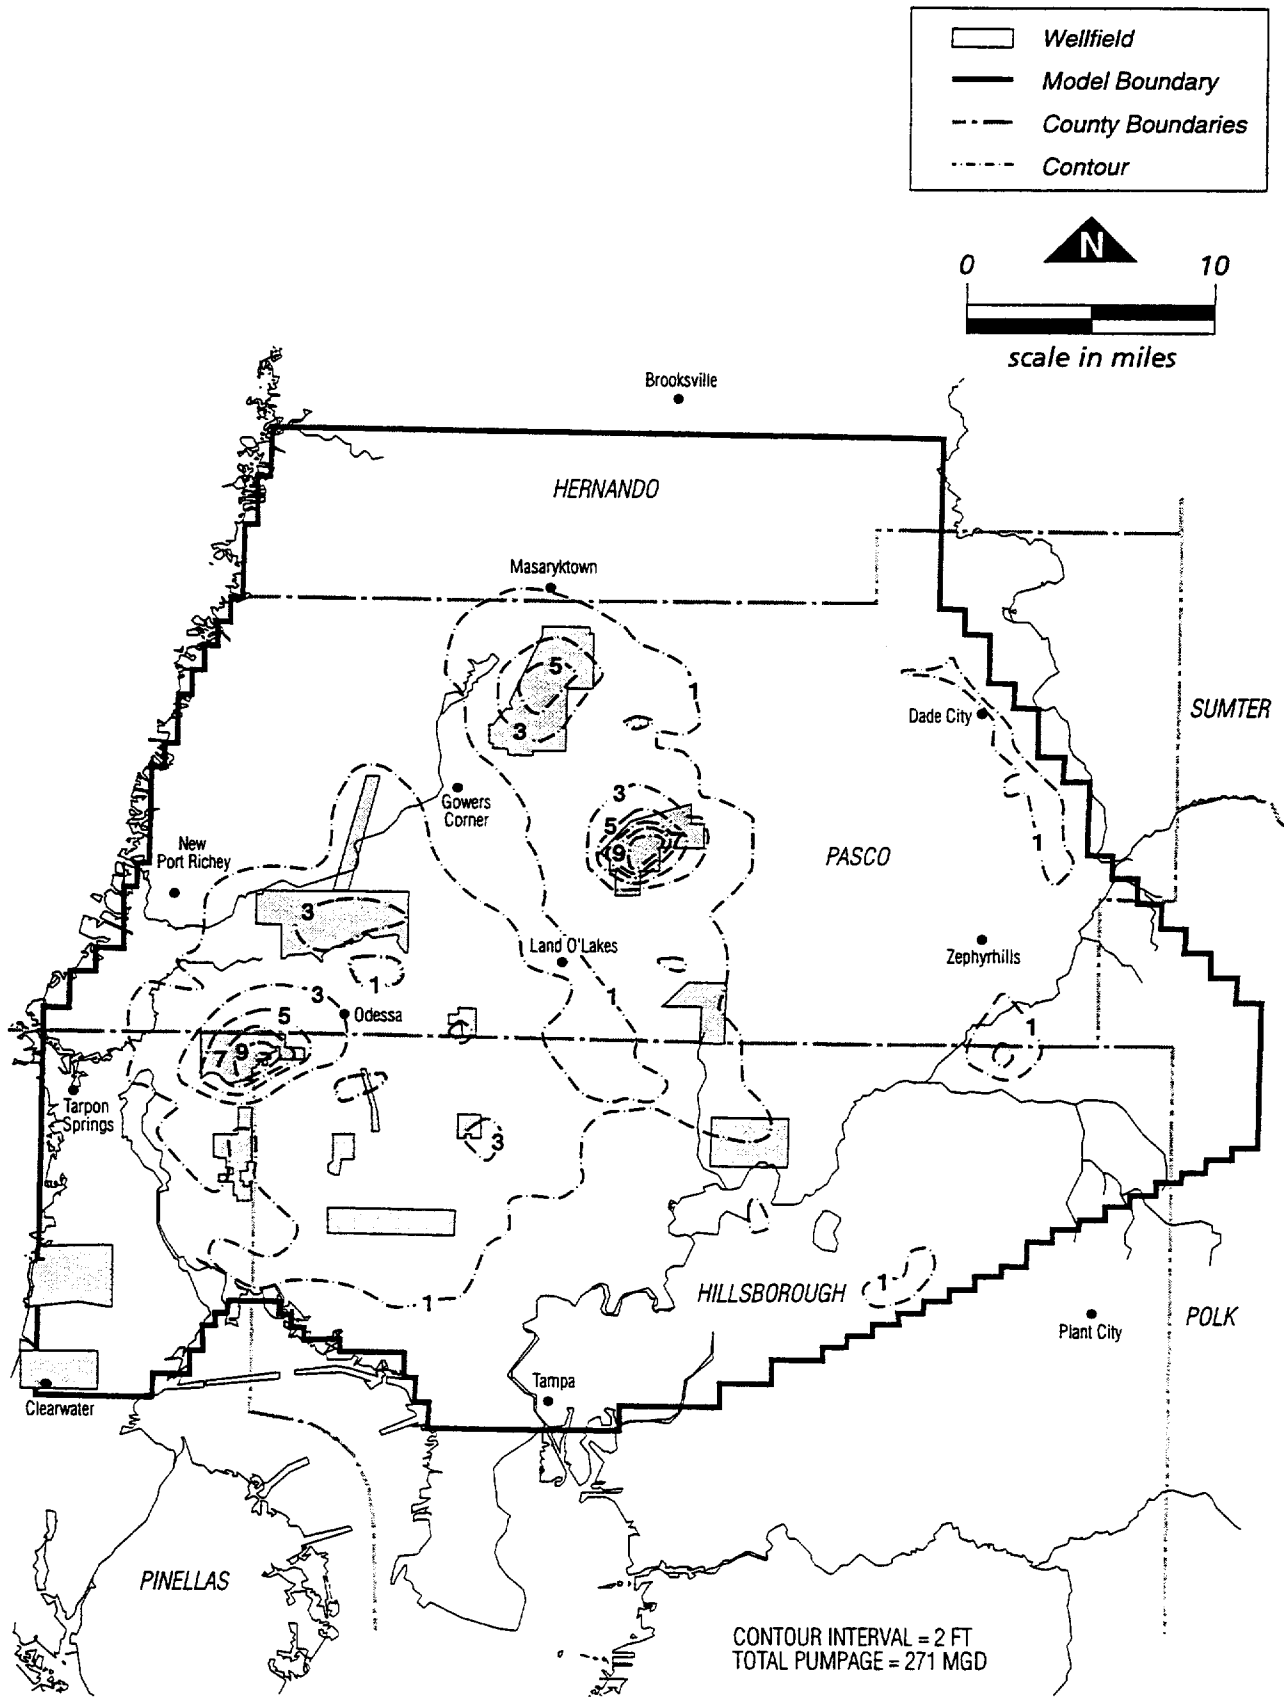 Wellfield
Model Boundary
County Boundaries
Contour
N
0
10
scale in miles
Brooksville
HERNANDO
Masaryktown
5
1
3
Dade City
SUMTER
Gowers
Corner
3
5
9
1
New
Port Richey
PASCO
3
Land O'Lakes
Zephyrhills
1
3
1
5
Odessa
1
7
9
Tarpon
Springs
3
1
HILLSBOROUGH
1
Plant City
POLK
Tampa
Clearwater
PINELLAS
CONTOUR INTERVAL = 2 FT
TOTAL PUMPAGE = 271 MGD